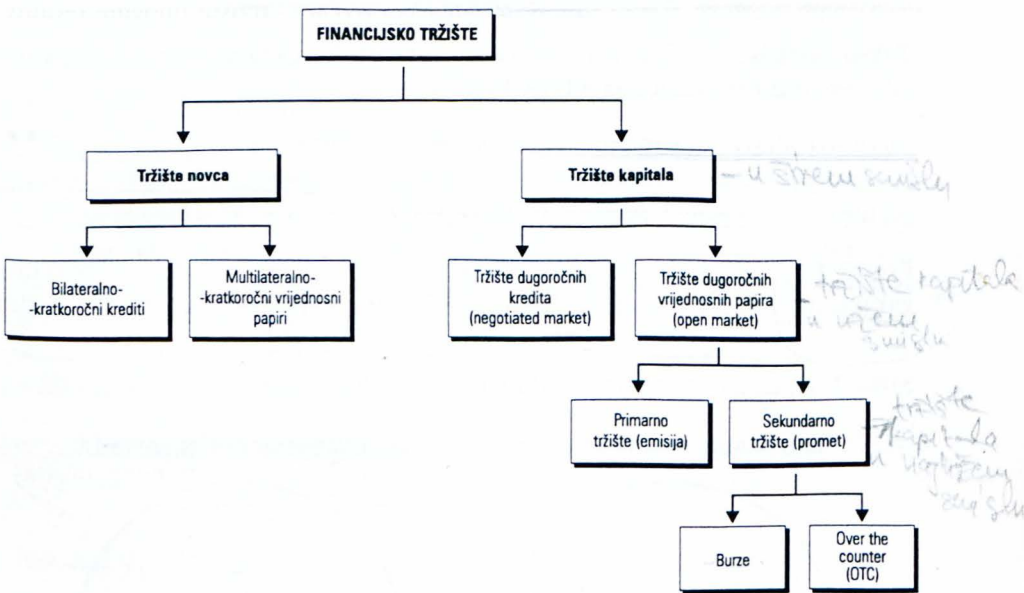 FINANCIJSKO TRŽIŠTE
Tržište novca
Tržište kapitala
- u širem smislu
Bilateralno-
-kratkoročni krediti
Multilateralno-
-kratkoročni vrijednosni
papiri
Tržište dugoročnih
kredita
(negotiated market)
Tržište dugoročnih
vrijednosnih papira
(open market)
- tržište kapitala
u užem
smislu
Primarno
tržište (emisija)
Sekundarno
tržište (promet)
tržište
kapitala
u najužem
Burze
Over the
counter
(OTC)